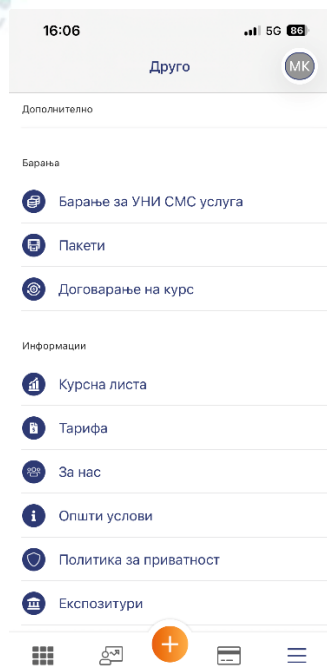 16:06
5G 86
Друго
МК
Дополнително
Барања
Барање за УНИ СМС услуга
Пакети
Договарање на курс
Информации
Курсна листа
Тарифа
За нас
Општи услови
Политика за приватност
Експозитури